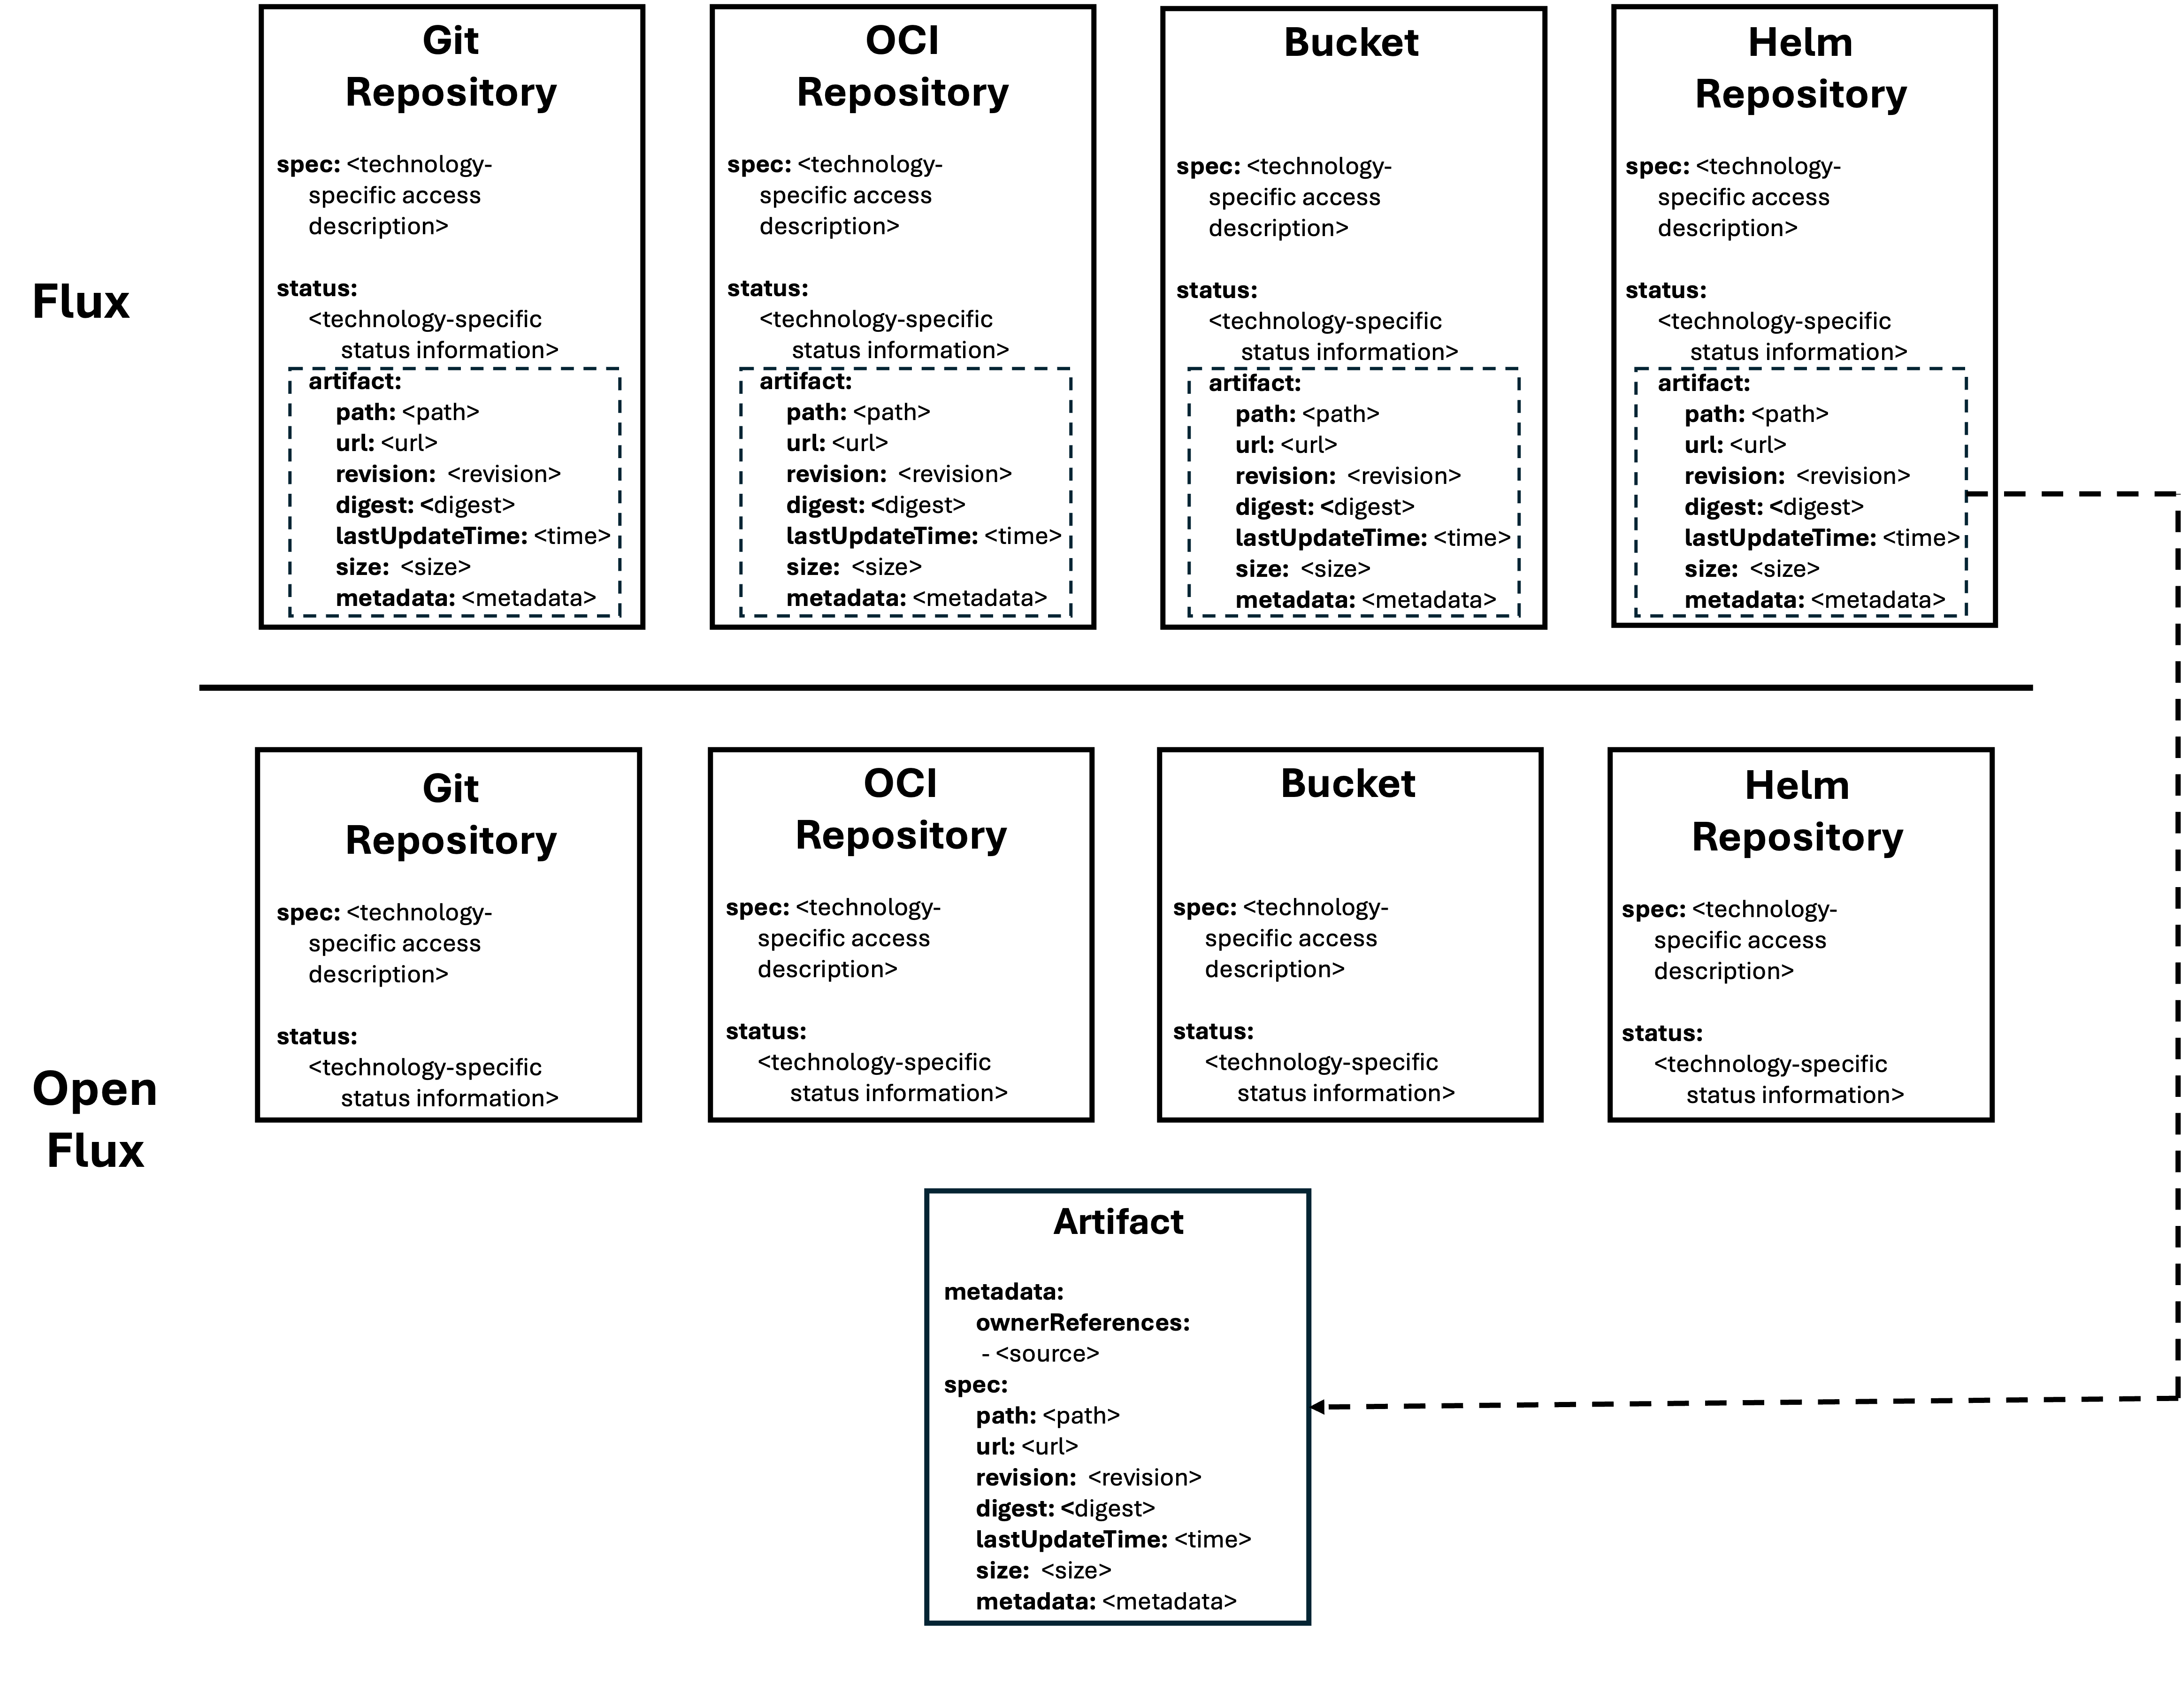 Flux
Git
Repository
spec: <technology-
specific access
description>
status:
<technology-specific
status information>
artifact:
path: <path>
url: <url>
revision: <revision>
digest: <digest>
lastUpdateTime: <time>
size: <size>
metadata: <metadata>
OCI
Repository
spec: <technology-
specific access
description>
status:
<technology-specific
status information>
artifact:
path: <path>
url: <url>
revision: <revision>
digest: <digest>
lastUpdateTime: <time>
size: <size>
metadata: <metadata>
Bucket
spec: <technology-
specific access
description>
status:
<technology-specific
status information>
artifact:
path: <path>
url: <url>
revision: <revision>
digest: <digest>
lastUpdateTime: <time>
size: <size>
metadata: <metadata>
Helm
Repository
spec: <technology-
specific access
description>
status:
<technology-specific
status information>
artifact:
path: <path>
url: <url>
revision: <revision>
digest: <digest>
lastUpdateTime: <time>
size: <size>
metadata: <metadata>
Open
Flux
Git
Repository
spec: <technology-
specific access
description>
status:
<technology-specific
status information>
OCI
Repository
spec: <technology-
specific access
description>
status:
<technology-specific
status information>
Bucket
spec: <technology-
specific access
description>
status:
<technology-specific
status information>
Helm
Repository
spec: <technology-
specific access
description>
status:
<technology-specific
status information>
Artifact
metadata:
ownerReferences:
- <source>
spec:
path: <path>
url: <url>
revision: <revision>
digest: <digest>
lastUpdateTime: <time>
size: <size>
metadata: <metadata>